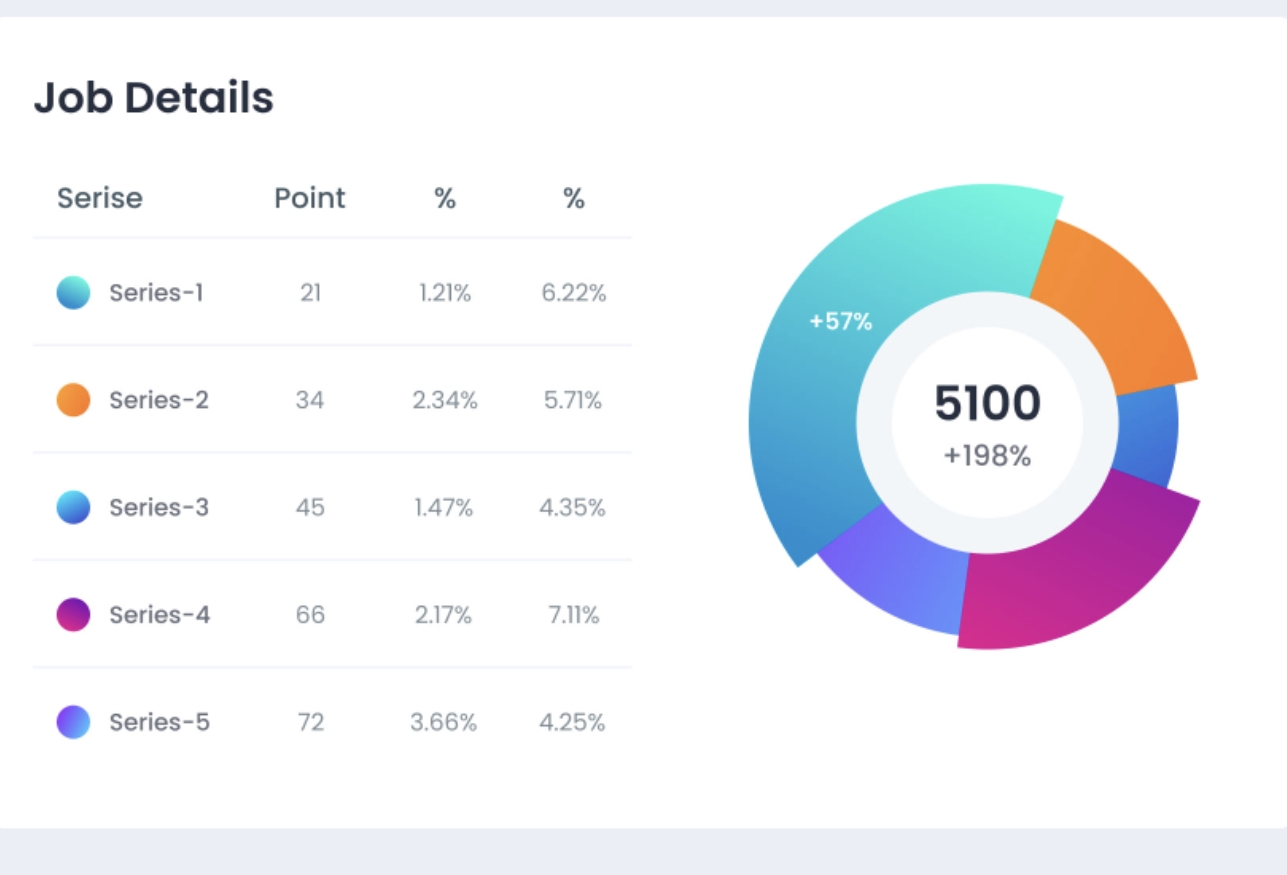 Job Details
Serise Point % %
Series-1 21 1.21% 6.22%
Series-2 34 2.34% 5.71%
Series-3 45 1.47% 4.35%
Series-4 66 2.17% 7.11%
Series-5 72 3.66% 4.25%
+57%
5100
+198%